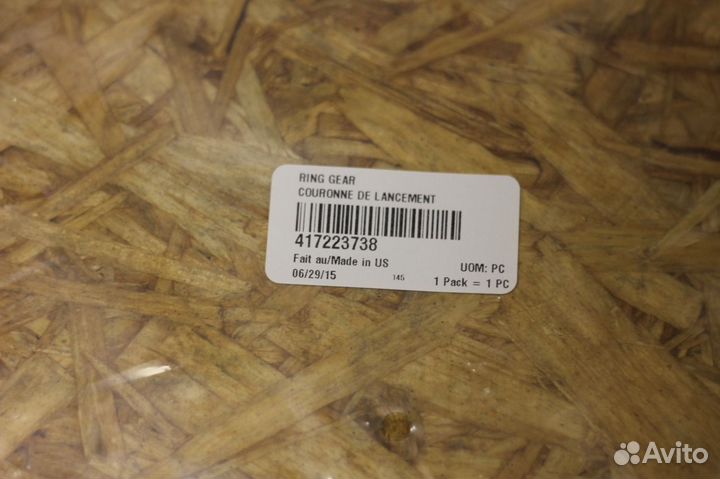 RING GEAR
COURONNE DE LANCEMENT
417223738
Fait au/Made in US
UOM: PC
06/29/15
145
1 Pack = 1 PC
Avito